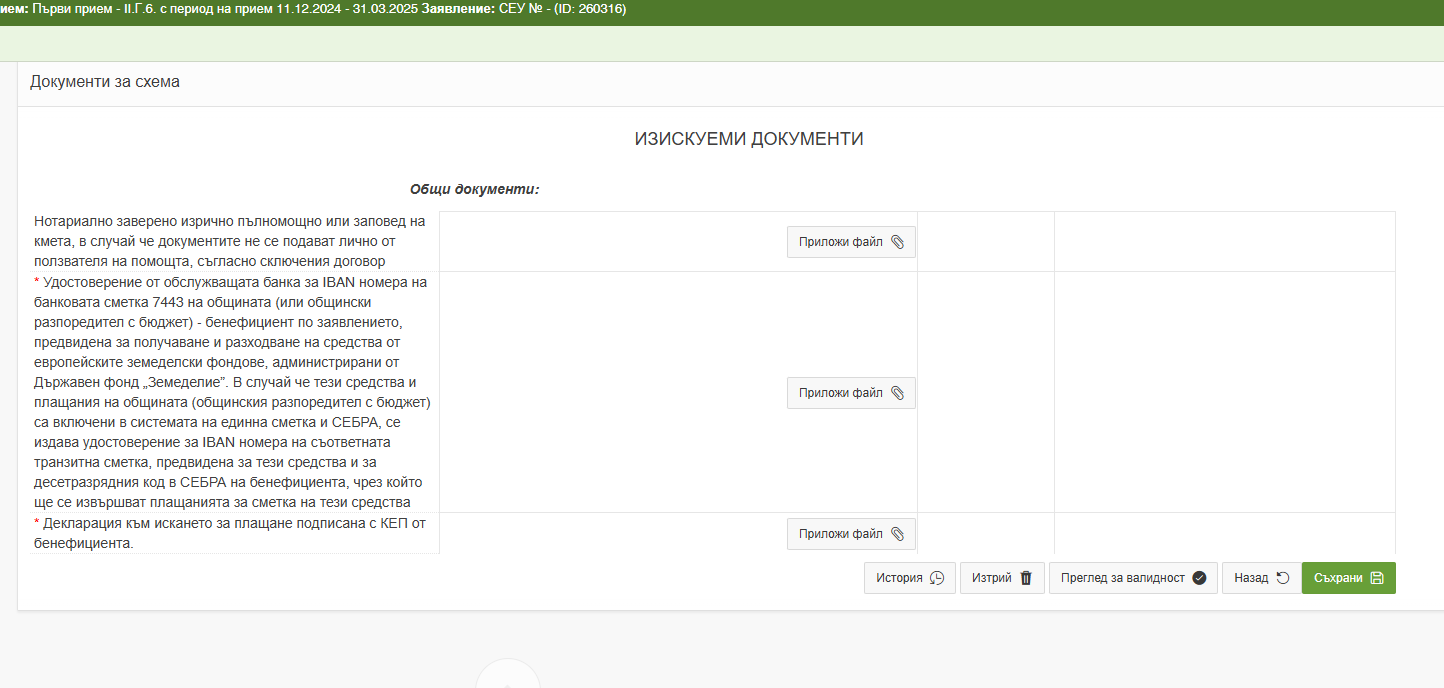 ием: Първи прием - II.Г.6. с период на прием 11.12.2024 - 31.03.2025 Заявление: СЕУ № - (ID: 260316)
Документи за схема
ИЗИСКУЕМИ ДОКУМЕНТИ
Общи документи:
Нотариално заверено изрично пълномощно или заповед на
кмета, в случай че документите не се подават лично от
ползвателя на помощта, съгласно сключения договор
Приложи файл
* Удостоверение от обслужващата банка за IBAN номера на
банковата сметка 7443 на общината (или общински
разпоредител с бюджет) - бенефициент по заявлението,
предвидена за получаване и разходване на средства от
европейските земеделски фондове, администрирани от
Държавен фонд „Земеделие”. В случай че тези средства и
плащания на общината (общинския разпоредител с бюджет)
са включени в системата на единна сметка и СЕБРА, се
издава удостоверение за IBAN номера на съответната
транзитна сметка, предвидена за тези средства и за
десетразрядния код в СЕБРА на бенефициента, чрез който
ще се извършват плащанията за сметка на тези средства
Приложи файл
* Декларация към искането за плащане подписана с КЕП от
бенефициента.
Приложи файл
История Изтрий Преглед за валидност Назад Съхрани